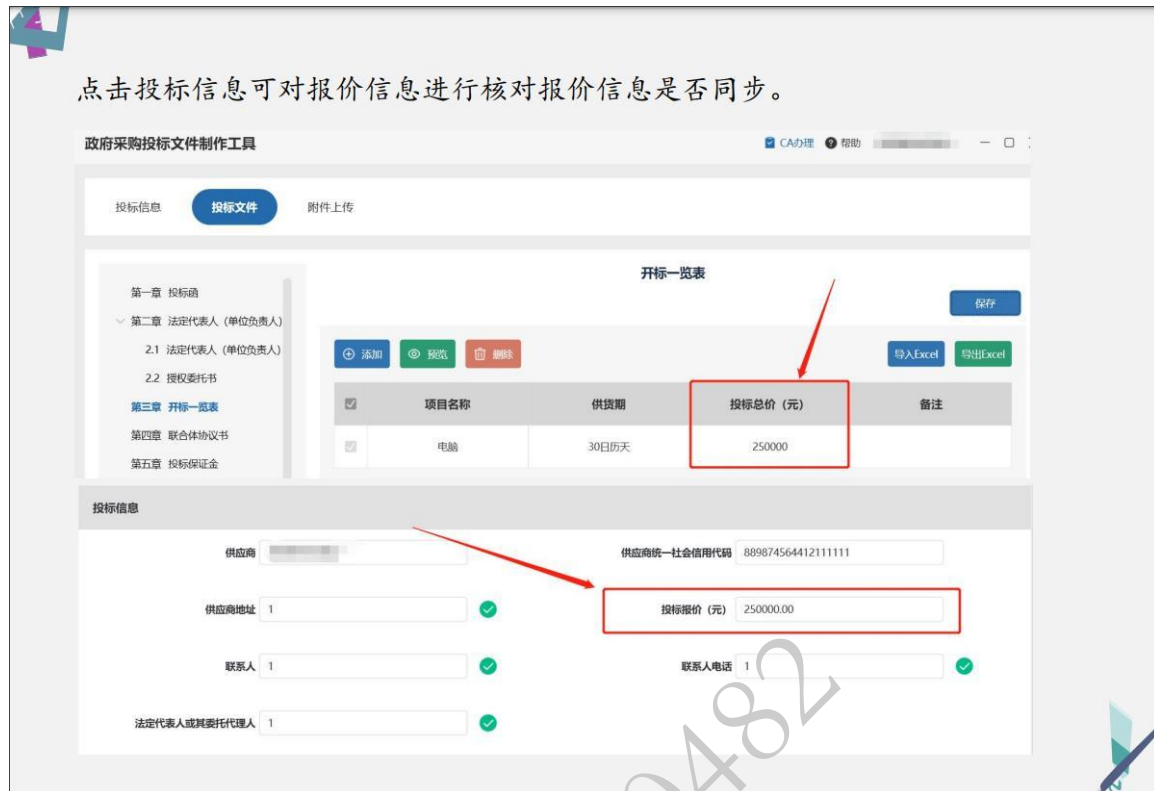 点击投标信息可对报价信息进行核对报价信息是否同步。
政府采购投标文件制作工具
CA办理 帮助
投标信息 投标文件 附件上传
开标一览表
保存
第一章 投标函
第二章 法定代表人（单位负责人)
2.1 法定代表人（单位负责人)
2.2 授权委托书
第三章 开标一览表
第四章 联合体协议书
第五章 投标保证金
添加 预览 删除
导入Excel 导出Excel
项目名称 供货期 投标总价（元） 备注
电脑 30日历天 250000
投标信息
供应商
供应商统一社会信用代码 889874564412111111
供应商地址 1
投标报价（元） 250000.00
联系人 1
联系人电话 1
法定代表人或其委托代理人 1
0482